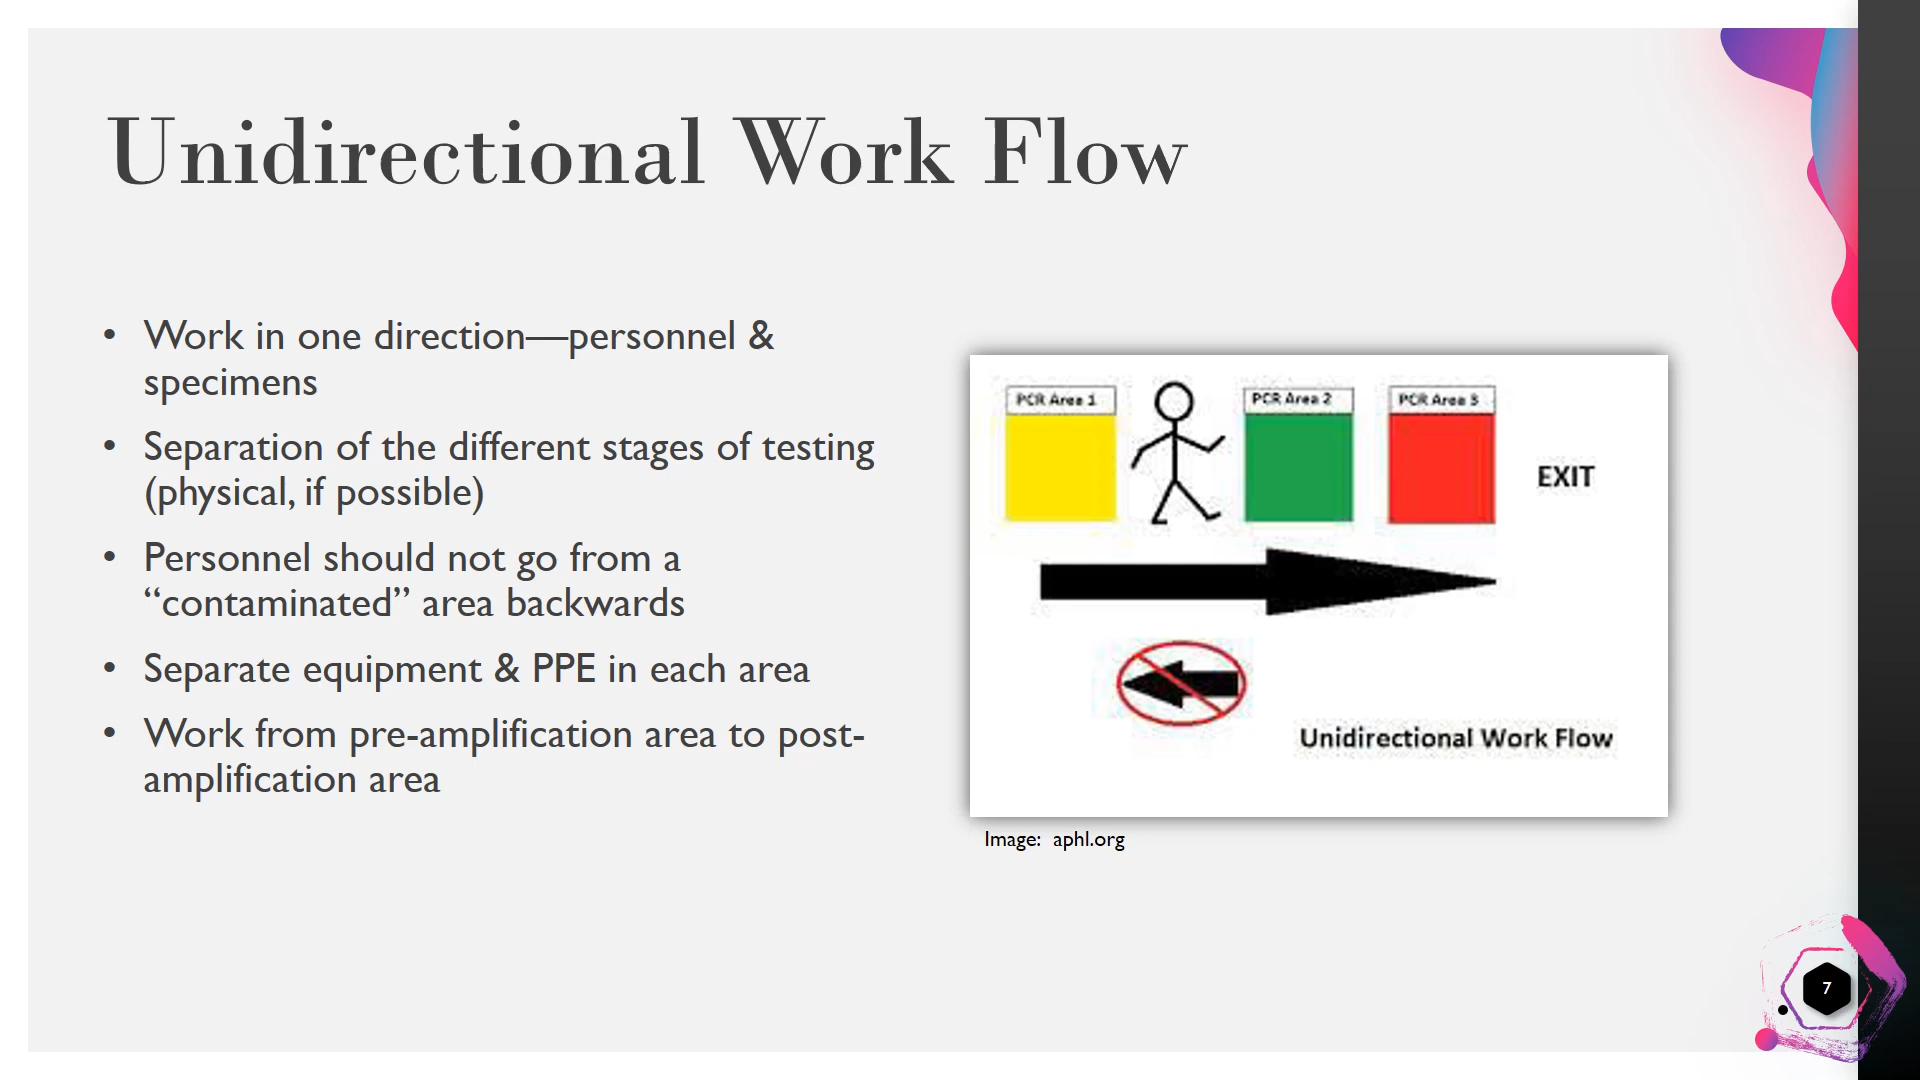 Unidirectional Work Flow
• Work in one direction—personnel &
specimens
• Separation of the different stages of testing
(physical, if possible)
• Personnel should not go from a
“contaminated” area backwards
• Separate equipment & PPE in each area
• Work from pre-amplification area to post-
amplification area
PCR Area 1
PCR Area 2
PCR Area 3
EXIT
Unidirectional Work Flow
Image: aphl.org
7